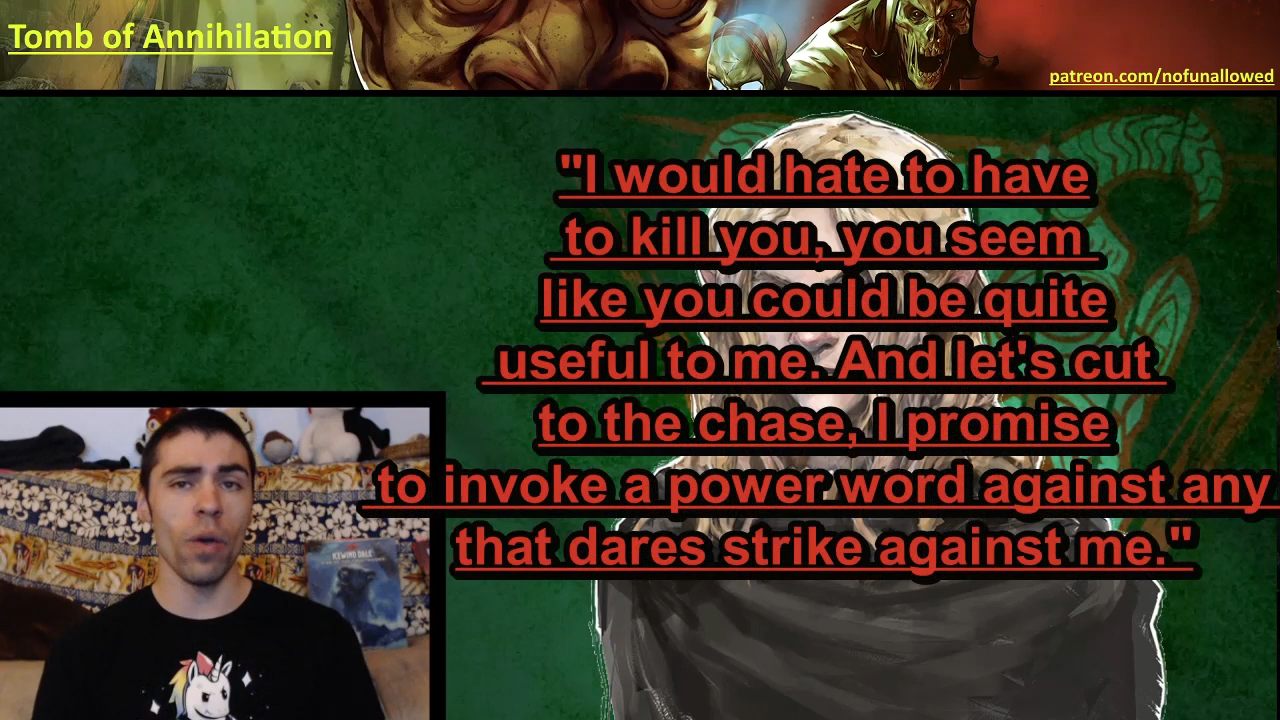 Tomb of Annihilation
patreon.com/nofunallowed
"I would hate to have
to kill you, you seem
like you could be quite
useful to me. And let's cut
to the chase, I promise
to invoke a power word against any
that dares strike against me."
ICEWIND DALE